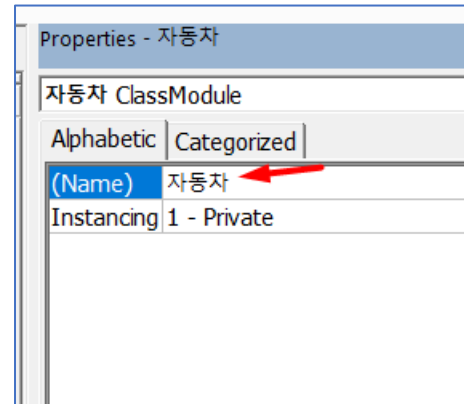 Properties - 자동차
자동차 ClassModule
Alphabetic Categorized
(Name) 자동차
Instancing 1 - Private